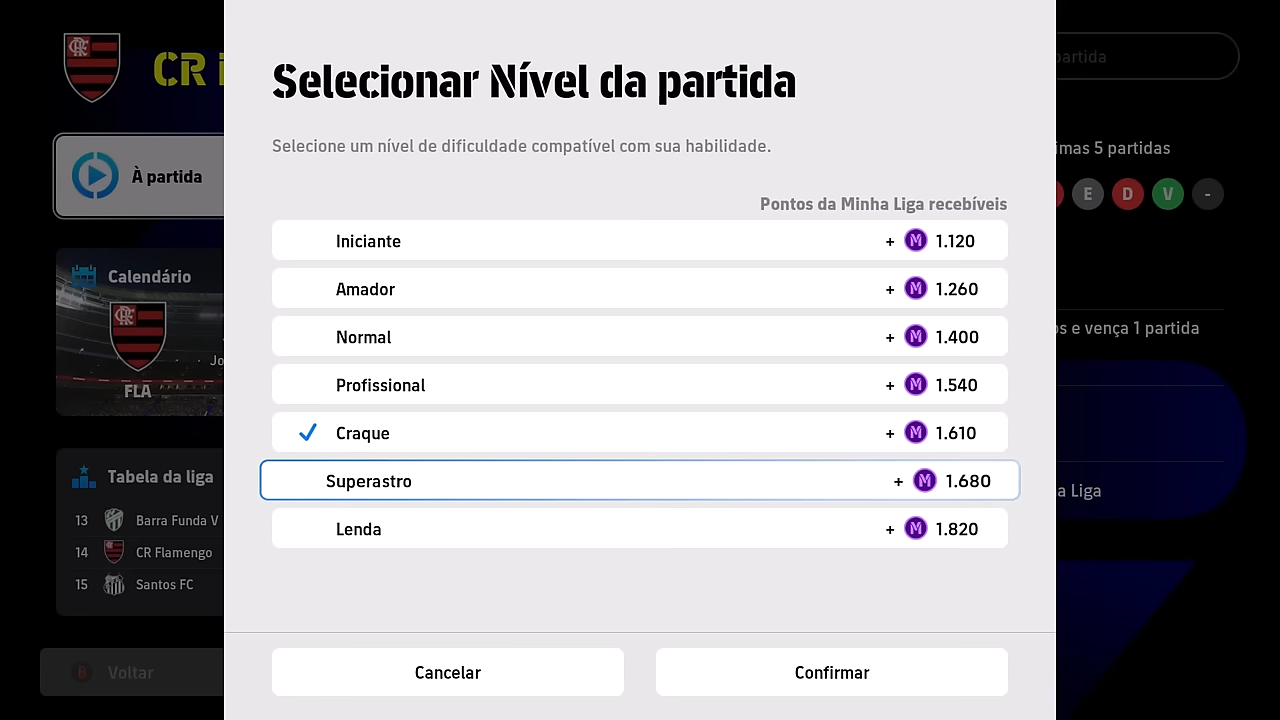 CR
Selecionar Nível da partida
partida
Selecione um nível de dificuldade compatível com sua habilidade.
5 partidas
À partida
E D V -
Pontos da Minha Liga recebíveis
Iniciante + M 1.120
Amador + M 1.260
Normal + M 1.400
Profissional + M 1.540
Craque + M 1.610
Superastro + M 1.680
Lenda + M 1.820
Calendário
FLA
Jo
e vença 1 partida
Tabela da liga
13 Barra Funda V
14 CR Flamengo
15 Santos FC
a Liga
B Voltar
Cancelar
Confirmar